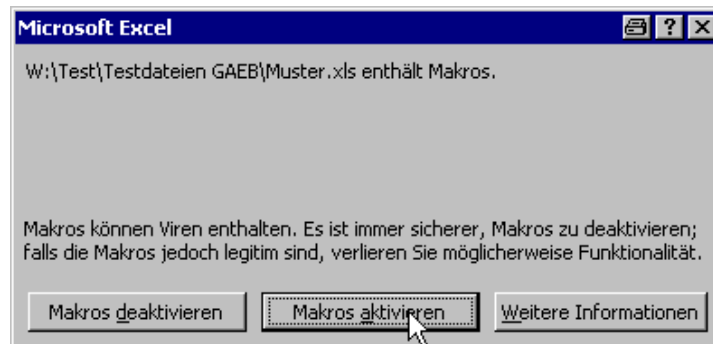 Microsoft Excel
W:\Test\Testdateien GAEB\Muster.xls enthält Makros.
Makros können Viren enthalten. Es ist immer sicherer, Makros zu deaktivieren;
falls die Makros jedoch legitim sind, verlieren Sie möglicherweise Funktionalität.
Makros deaktivieren Makros aktivieren Weitere Informationen